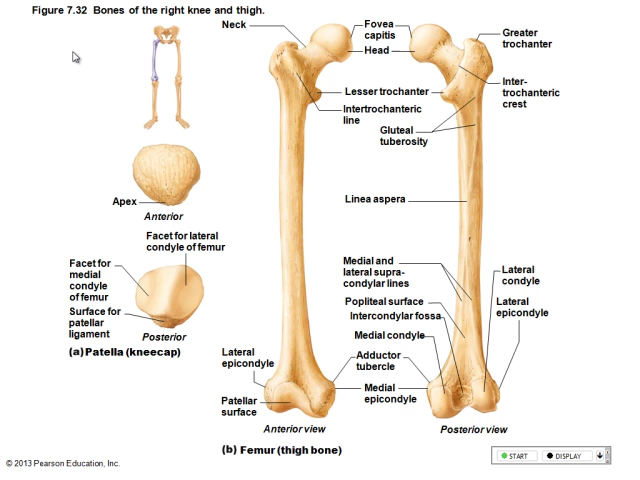 Figure 7.32 Bones of the right knee and thigh.
Neck
Fovea
capitis
Head
Greater
trochanter
Inter-
trochanteric
crest
Lesser trochanter
Intertrochanteric
line
Gluteal
tuberosity
Apex
Anterior
Linea aspera
Facet for lateral
condyle of femur
Facet for
medial
condyle
of femur
Surface for
patellar
ligament
Posterior
(a) Patella (kneecap)
Medial and
lateral supra-
condylar lines
Popliteal surface
Intercondylar fossa
Medial condyle
Lateral
condyle
Lateral
epicondyle
Lateral
epicondyle
Adductor
tubercle
Medial
epicondyle
Patellar
surface
Anterior view
Posterior view
(b) Femur (thigh bone)
© 2013 Pearson Education, Inc.
START
DISPLAY